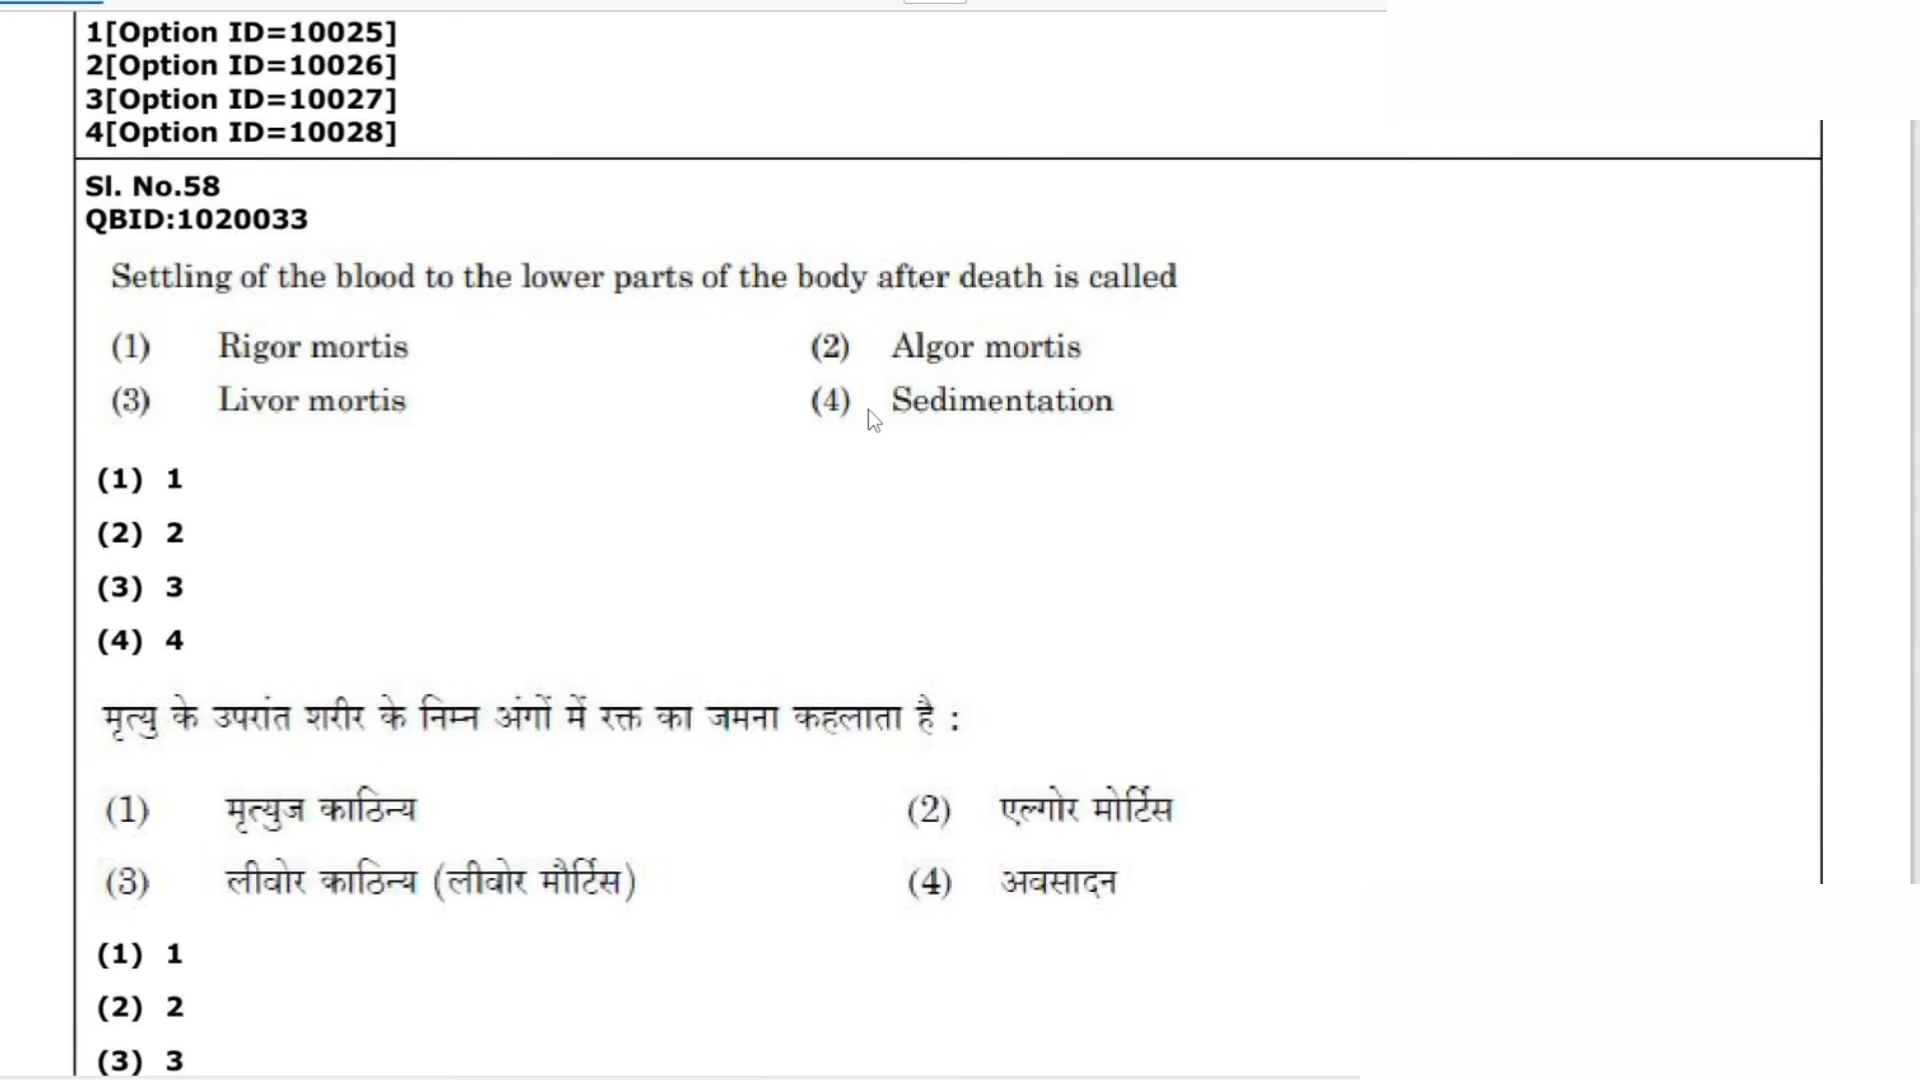 1[Option ID=10025]
2[Option ID=10026]
3[Option ID=10027]
4[Option ID=10028]
Sl. No.58
QBID:1020033
Settling of the blood to the lower parts of the body after death is called
(1) Rigor mortis (2) Algor mortis
(3) Livor mortis (4) Sedimentation
(1) 1
(2) 2
(3) 3
(4) 4
मृत्यु के उपरांत शरीर के निम्न अंगों में रक्त का जमना कहलाता है :
(1) मृत्युज काठिन्य (2) एल्गोर मोर्टिस
(3) लीवोर काठिन्य (लीवोर मौर्टिस) (4) अवसादन
(1) 1
(2) 2
(3) 3